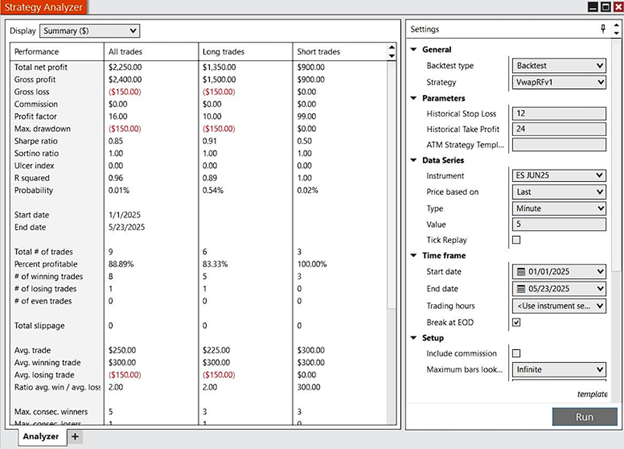 Strategy Analyzer
Display Summary ($)
Performance All trades Long trades Short trades
Total net profit $2,250.00 $1,350.00 $900.00
Gross profit $2,400.00 $1,500.00 $900.00
Gross loss ($150.00) ($150.00) $0.00
Commission $0.00 $0.00 $0.00
Profit factor 16.00 10.00 99.00
Max. drawdown ($150.00) ($150.00) $0.00
Sharpe ratio 0.85 0.91 0.50
Sortino ratio 1.00 1.00 1.00
Ulcer index 0.00 0.00 0.00
R squared 0.96 0.89 1.00
Probability 0.01% 0.54% 0.02%
Start date 1/1/2025
End date 5/23/2025
Total # of trades 9 6 3
Percent profitable 88.89% 83.33% 100.00%
# of winning trades 8 5 3
# of losing trades 1 1 0
# of even trades 0 0 0
Total slippage 0 0 0
Avg. trade $250.00 $225.00 $300.00
Avg. winning trade $300.00 $300.00 $300.00
Avg. losing trade ($150.00) ($150.00) $0.00
Ratio avg. win / avg. loss 2.00 2.00 300.00
Max. consec. winners 5 3 3
Max. consec. losers 1 1 0
Analyzer +
Settings
General
Backtest type Backtest
Strategy VwapRFv1
Parameters
Historical Stop Loss 12
Historical Take Profit 24
ATM Strategy Templ...
Data Series
Instrument ES JUN25
Price based on Last
Type Minute
Value 5
Tick Replay
Time frame
Start date 01/01/2025
End date 05/23/2025
Trading hours <Use instrument se...
Break at EOD
Setup
Include commission
Maximum bars look... Infinite
template
Run